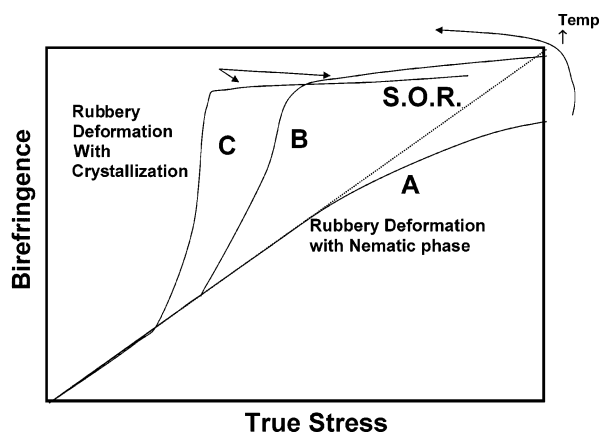 Temp
↑
Rubbery
Deformation
With
Crystallization
S.O.R.
C
B
A
Rubbery Deformation
with Nematic phase
Birefringence
True Stress